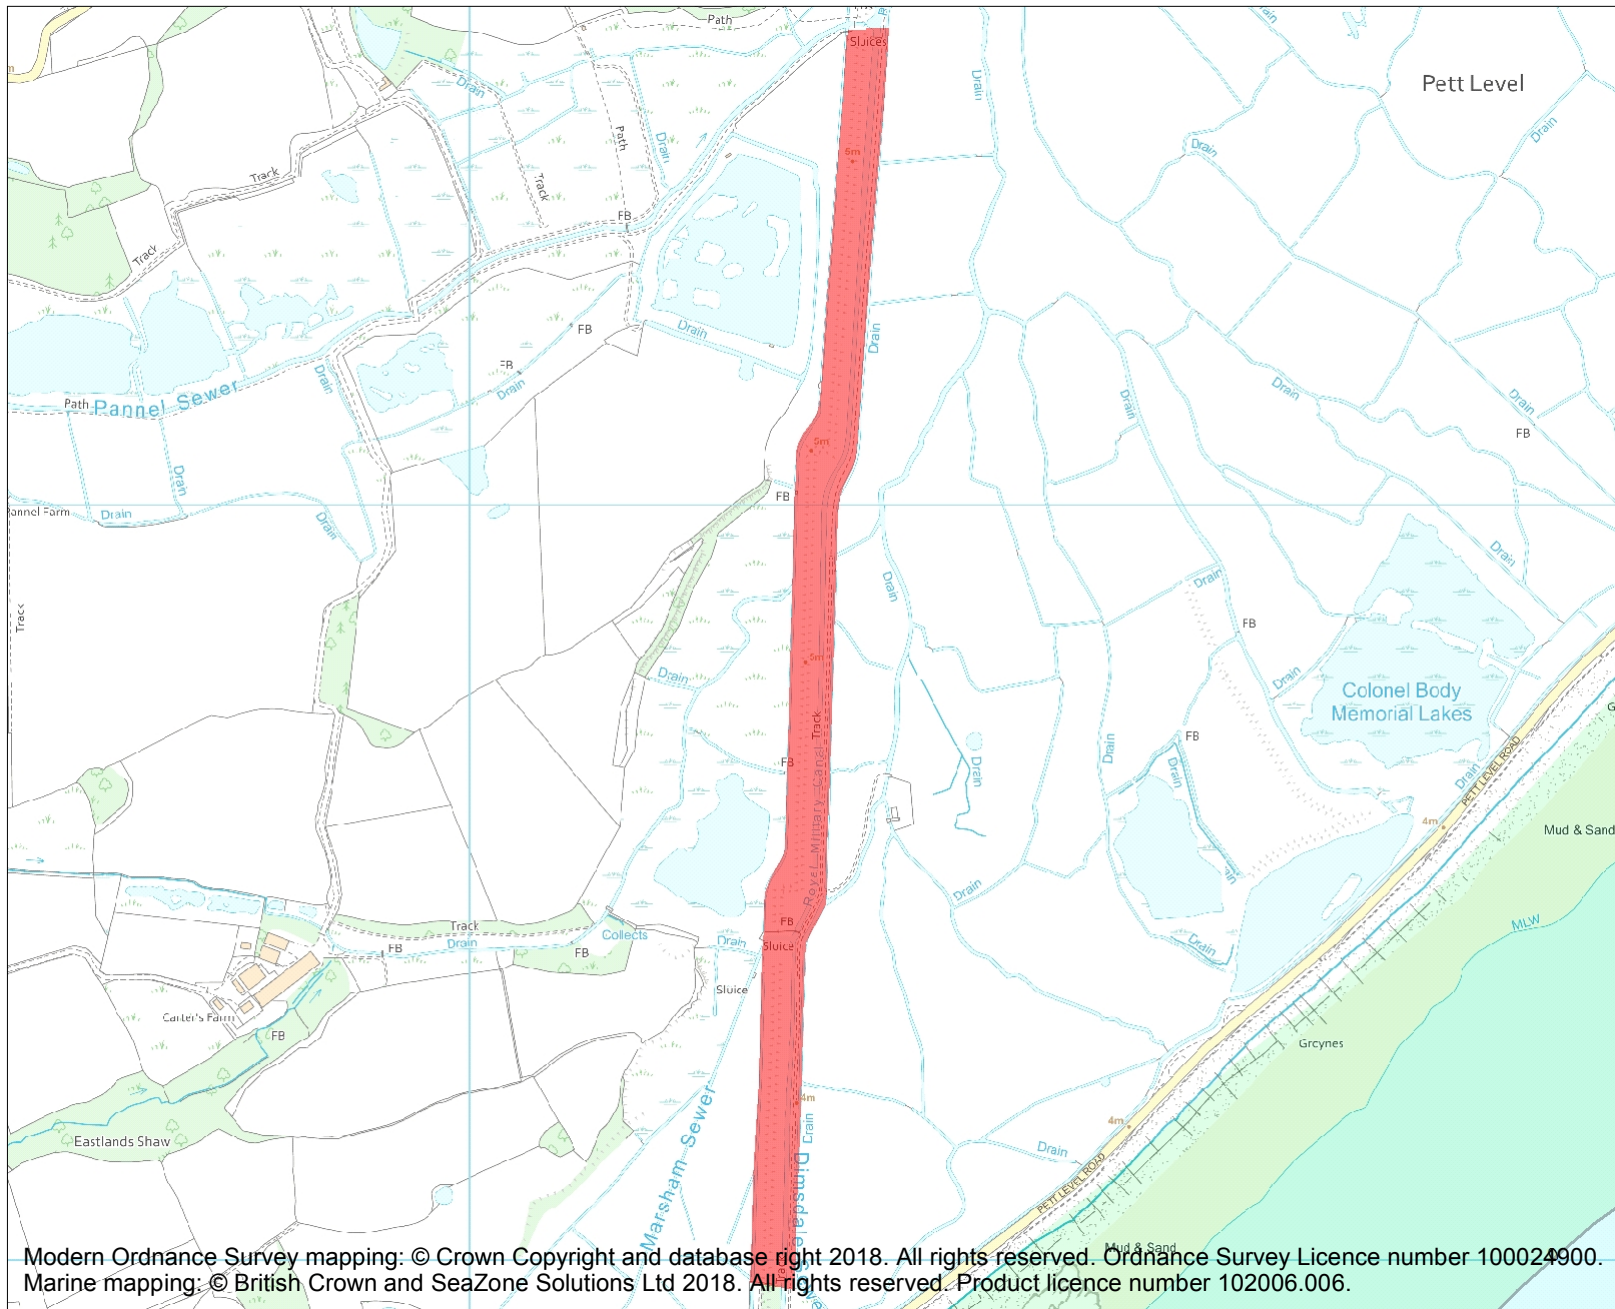 Path
Sluices
Drain
Drain
Pett Level
Drain
Drain
Path
Drain
Drain
5m
Track
Track
FB
Track
Drain
FB
Drain
Drain
FB
Drain
Drain
Drain
Path Pannel Sewer
Drain
Drain
5m
FB
Drain
FB
Pannel Farm
Drain
Drain
Drain
Drain
Drain
Track
FB
5m
Drain
Drain
Colonel Body
Memorial Lakes
Track
FB
Drain
PETT LEVEL ROAD
FB
Drain
Drain
Drain
Royal Military Canal
4m
Mud & Sand
Drain
Track
FB
Collects
Drain
FB
FB
Drain
Sluice
Drain
MLW
Sluice
Carter's Farm
FB
Groynes
4m
Drain
4m
Eastlands Shaw
Drain
PETT LEVEL ROAD
Marsham Sewer
Dimsdale Sewer
Mud & Sand
Modern Ordnance Survey mapping: © Crown Copyright and database right 2018. All rights reserved. Ordnance Survey Licence number 100024900.
Marine mapping: © British Crown and SeaZone Solutions Ltd 2018. All rights reserved. Product licence number 102006.006.